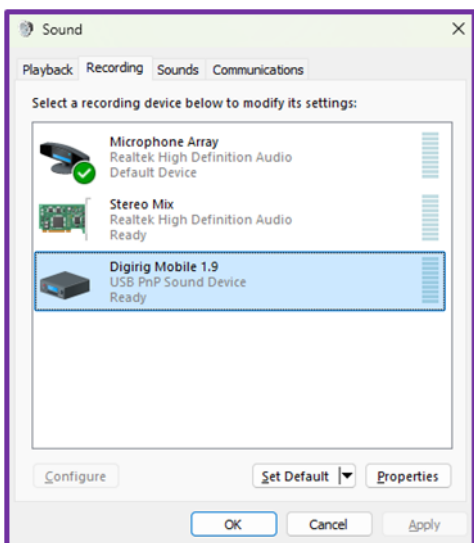 Sound
Playback Recording Sounds Communications
Select a recording device below to modify its settings:
Microphone Array
Realtek High Definition Audio
Default Device
Stereo Mix
Realtek High Definition Audio
Ready
Digirig Mobile 1.9
USB PnP Sound Device
Ready
Configure Set Default Properties
OK Cancel Apply